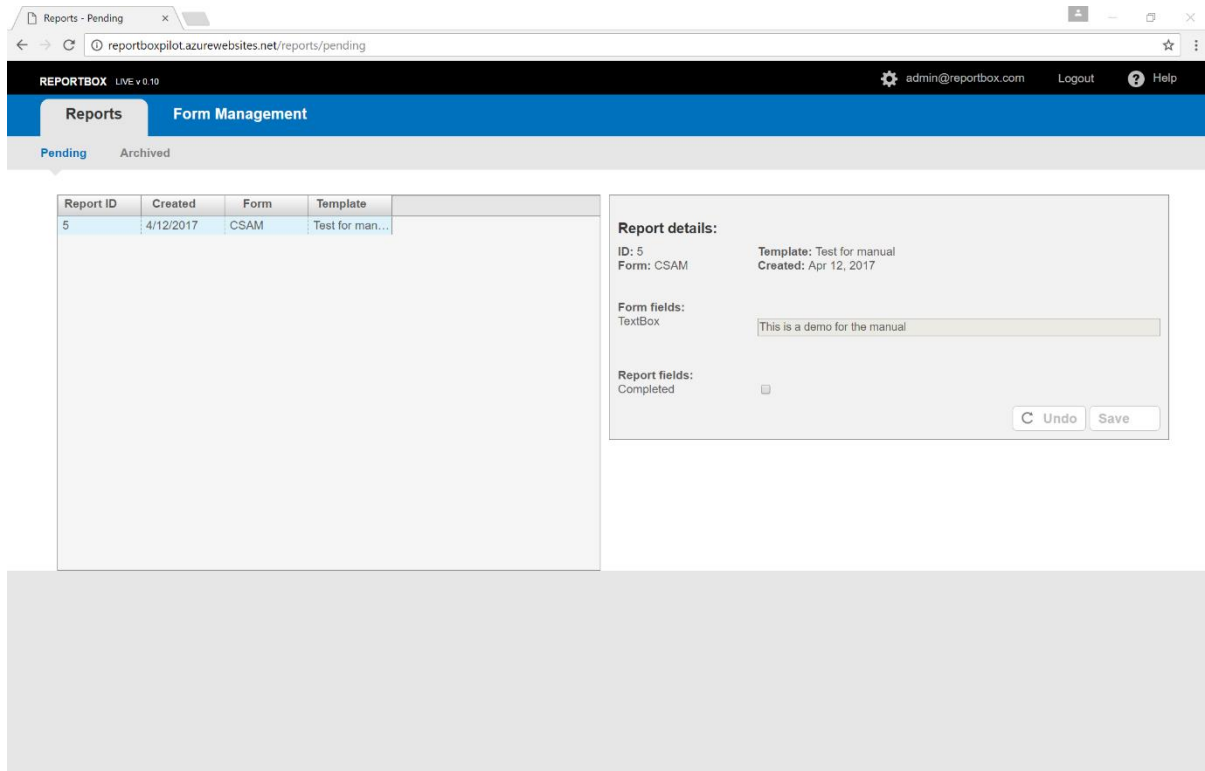 Reports - Pending
reportboxpilot.azurewebsites.net/reports/pending
REPORTBOX LIVE v 0.10 admin@reportbox.com Logout Help
Reports Form Management
Pending Archived
Report ID Created Form Template
5 4/12/2017 CSAM Test for man...
Report details:
ID: 5 Template: Test for manual
Form: CSAM Created: Apr 12, 2017
Form fields:
TextBox This is a demo for the manual
Report fields:
Completed
Undo Save